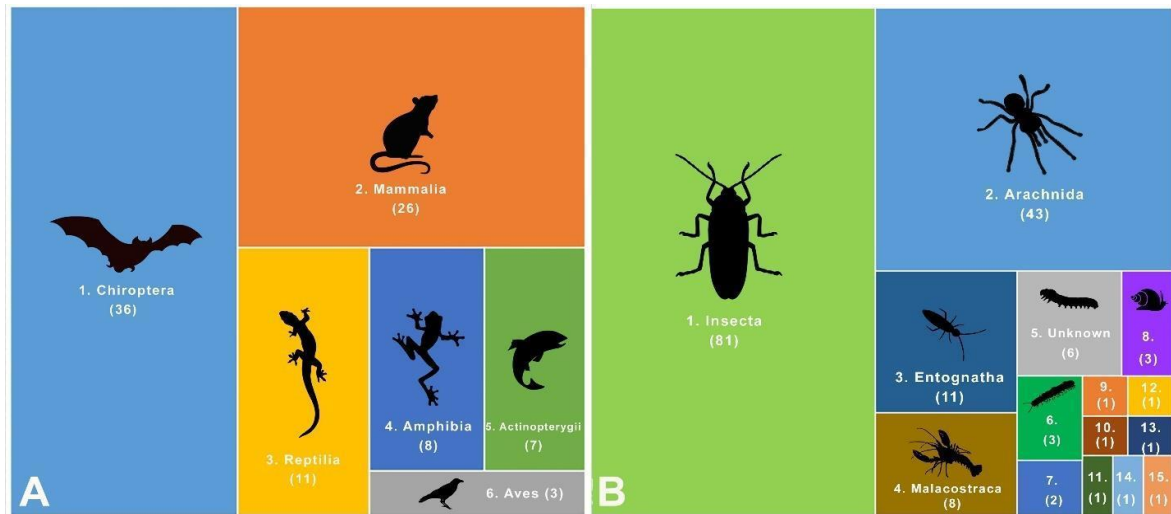 1. Chiroptera
(36)
2. Mammalia
(26)
3. Reptilia
(11)
4. Amphibia
(8)
5. Actinopterygii
(7)
6. Aves (3)
A
1. Insecta
(81)
2. Arachnida
(43)
3. Entognatha
(11)
4. Malacostraca
(8)
5. Unknown
(6)
6.
(3)
7.
(2)
8.
(3)
9.
(1)
10.
(1)
11.
(1)
12.
(1)
13.
(1)
14.
(1)
15.
(1)
B